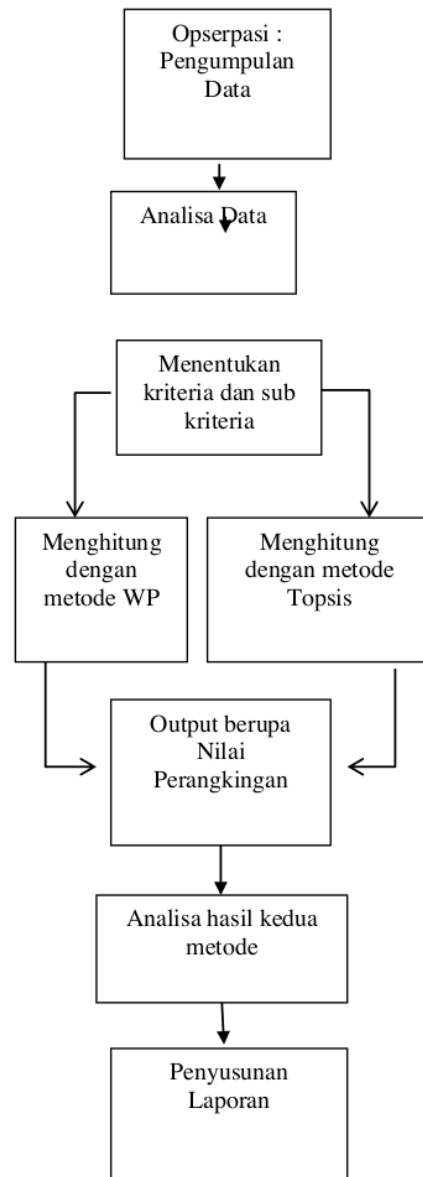 Opserpasi :
Pengumpulan
Data
Analisa Data
Menentukan
kriteria dan sub
kriteria
Menghitung
dengan
metode WP
Menghitung
dengan metode
Topsis
Output berupa
Nilai
Perangkingan
Analisa hasil kedua
metode
Penyusunan
Laporan